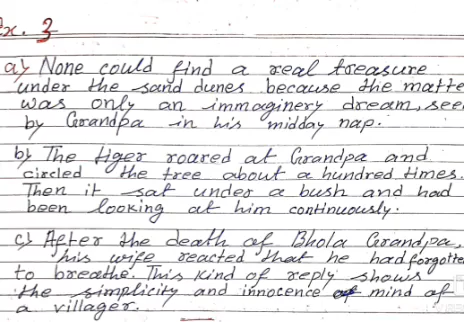 Ex. 3
a) None could find a real treasure
under the sand dunes because the matte
was only an immaginery dream, see
by Grandpa in his midday nap.
b) The tiger roared at Grandpa and
circled the tree about a hundred times.
Then it sat under a bush and had
been looking at him continuously.
c) After the death of Bhola Grandpa,
his wife reacted that he had forgotte
to breathe. This kind of reply shows
the simplicity and innocence of mind of
a villager.